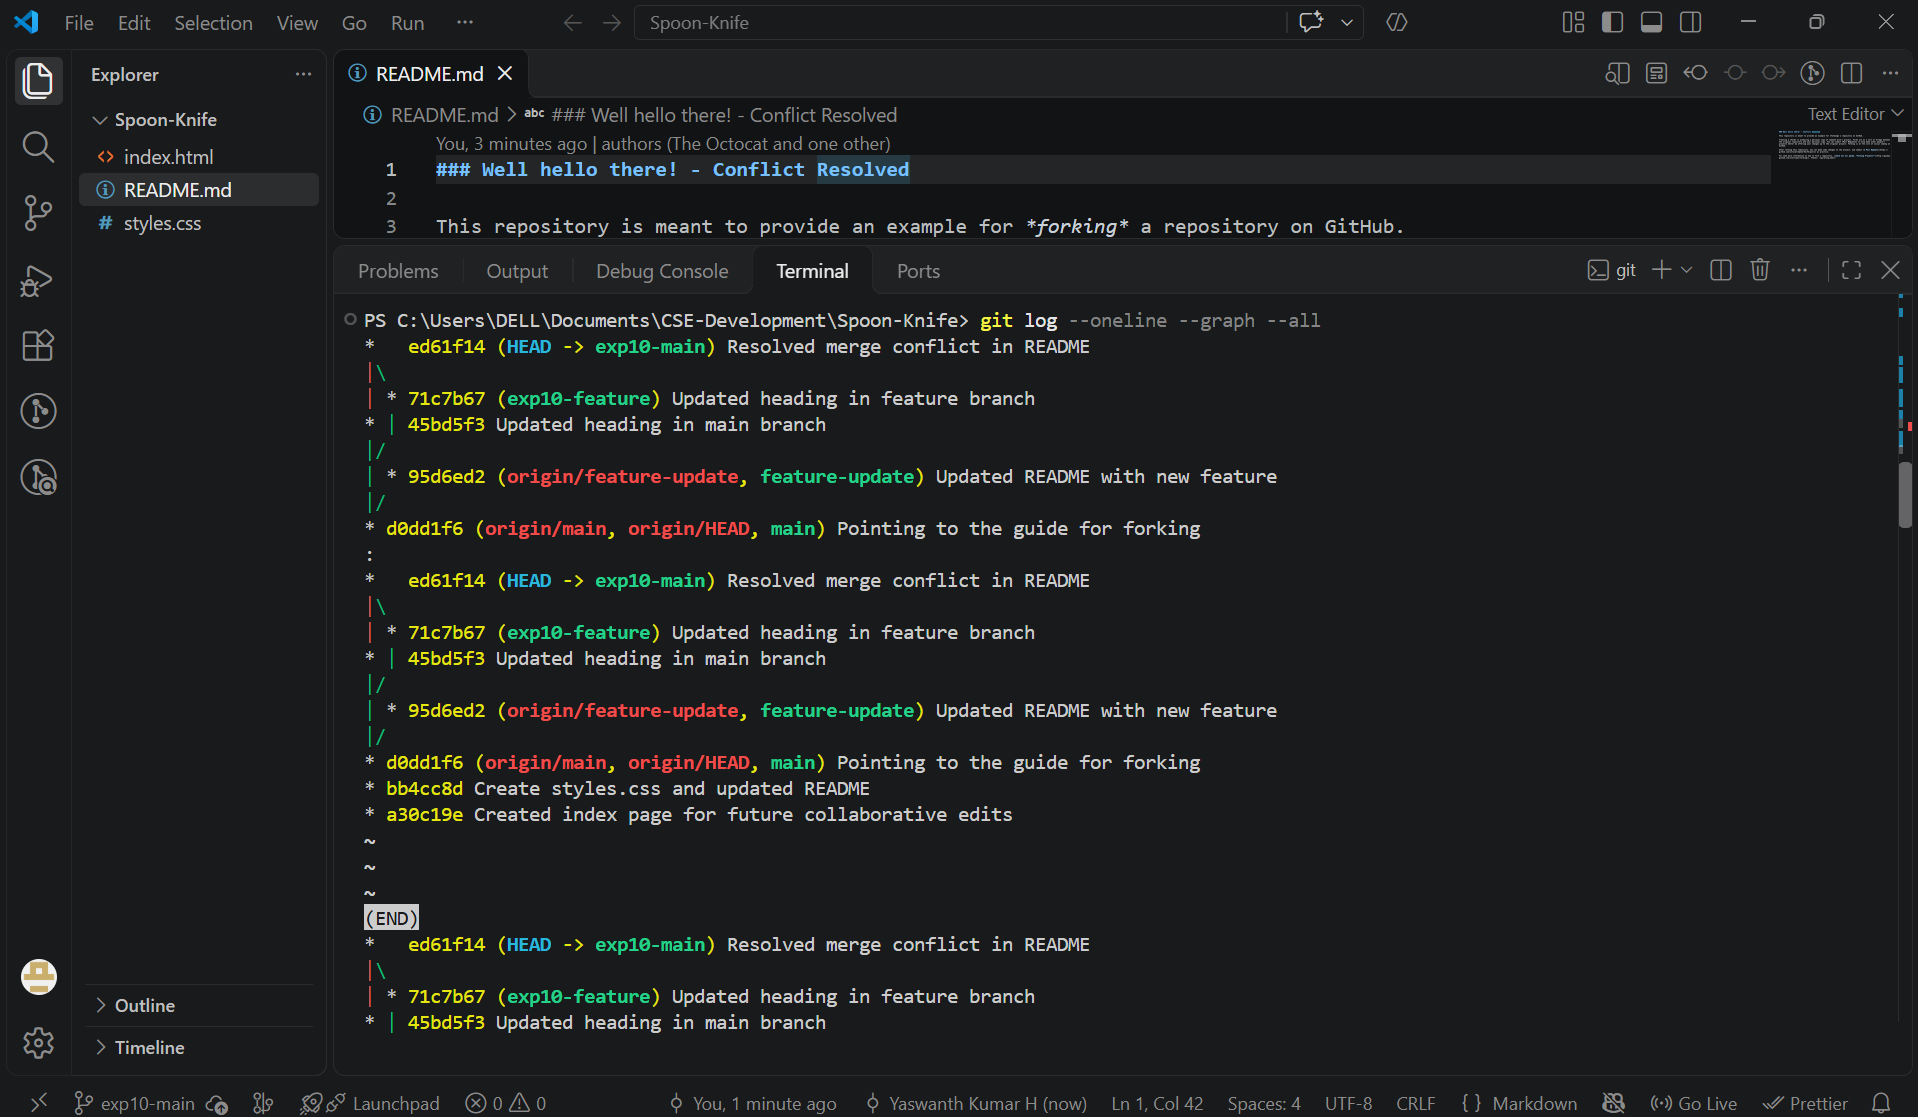 File Edit Selection View Go Run ··· Spoon-Knife
Explorer ···
Spoon-Knife
index.html
README.md
styles.css
Outline
Timeline
README.md
README.md > abc ### Well hello there! - Conflict Resolved
Text Editor
You, 3 minutes ago | authors (The Octocat and one other)
1 ### Well hello there! - Conflict Resolved
2
3 This repository is meant to provide an example for *forking* a repository on GitHub.
Problems Output Debug Console Terminal Ports git
PS C:\Users\DELL\Documents\CSE-Development\Spoon-Knife> git log --oneline --graph --all
*   ed61f14 (HEAD -> exp10-main) Resolved merge conflict in README
|\
| * 71c7b67 (exp10-feature) Updated heading in feature branch
* | 45bd5f3 Updated heading in main branch
|/
| * 95d6ed2 (origin/feature-update, feature-update) Updated README with new feature
|/
* d0dd1f6 (origin/main, origin/HEAD, main) Pointing to the guide for forking
:
*   ed61f14 (HEAD -> exp10-main) Resolved merge conflict in README
|\
| * 71c7b67 (exp10-feature) Updated heading in feature branch
* | 45bd5f3 Updated heading in main branch
|/
| * 95d6ed2 (origin/feature-update, feature-update) Updated README with new feature
|/
* d0dd1f6 (origin/main, origin/HEAD, main) Pointing to the guide for forking
* bb4cc8d Create styles.css and updated README
* a30c19e Created index page for future collaborative edits
~
~
~
(END)
*   ed61f14 (HEAD -> exp10-main) Resolved merge conflict in README
|\
| * 71c7b67 (exp10-feature) Updated heading in feature branch
* | 45bd5f3 Updated heading in main branch
exp10-main Launchpad 0 0 You, 1 minute ago Yaswanth Kumar H (now) Ln 1, Col 42 Spaces: 4 UTF-8 CRLF { } Markdown Go Live Prettier